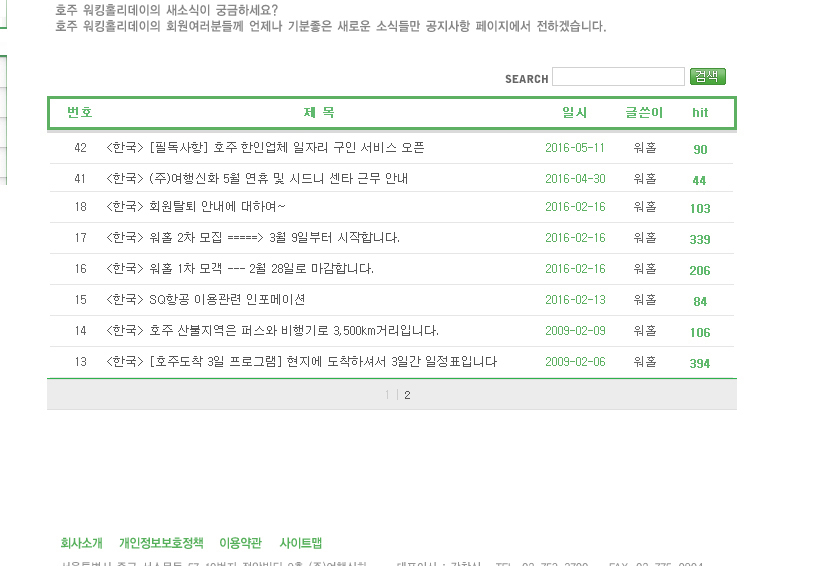 호주 워킹홀리데이의 새소식이 궁금하세요?
호주 워킹홀리데이의 회원여러분들께 언제나 기분좋은 새로운 소식들만 공지사항 페이지에서 전하겠습니다.
SEARCH 검색
번호 제 목 일시 글쓴이 hit
42 <한국> [필독사항] 호주 한인업체 일자리 구인 서비스 오픈 2016-05-11 워홀 90
41 <한국> (주)여행신화 5월 연휴 및 시드니 센타 근무 안내 2016-04-30 워홀 44
18 <한국> 회원탈퇴 안내에 대하여~ 2016-02-16 워홀 103
17 <한국> 워홀 2차 모집 =====> 3월 9일부터 시작합니다. 2016-02-16 워홀 339
16 <한국> 워홀 1차 모객 --- 2월 28일로 마감합니다. 2016-02-16 워홀 206
15 <한국> SQ항공 이용관련 인포메이션 2016-02-13 워홀 84
14 <한국> 호주 산불지역은 퍼스와 비행기로 3,500km거리입니다. 2009-02-09 워홀 106
13 <한국> [호주도착 3일 프로그램] 현지에 도착하셔서 3일간 일정표입니다 2009-02-06 워홀 394
1 | 2
회사소개 개인정보보호정책 이용약관 사이트맵